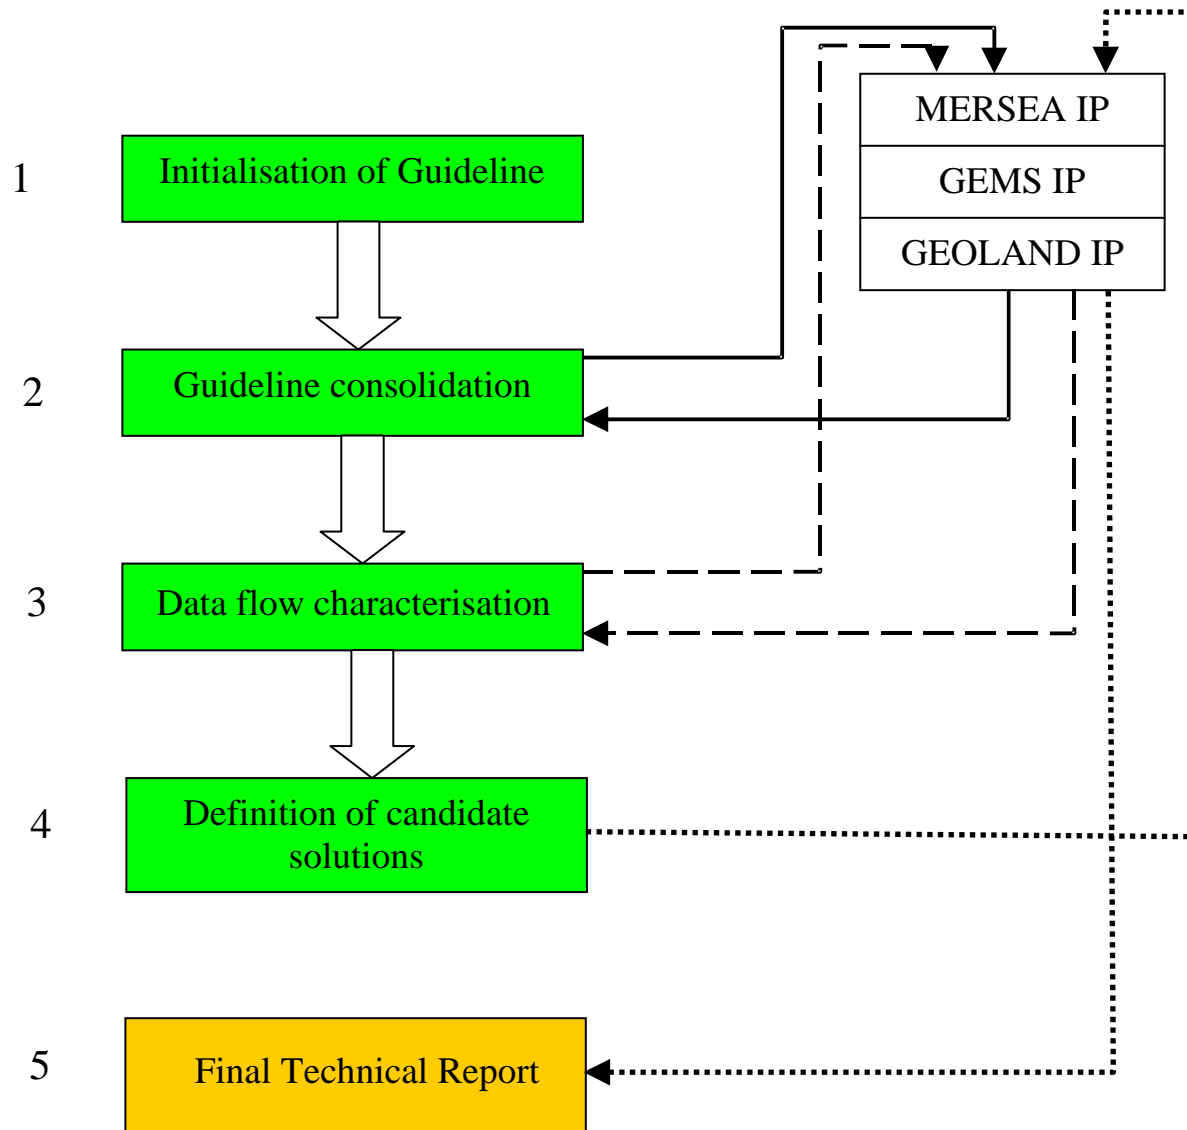 MERSEA IP
GEMS IP
GEOLAND IP
1
Initialisation of Guideline
2
Guideline consolidation
3
Data flow characterisation
4
Definition of candidate
solutions
5
Final Technical Report